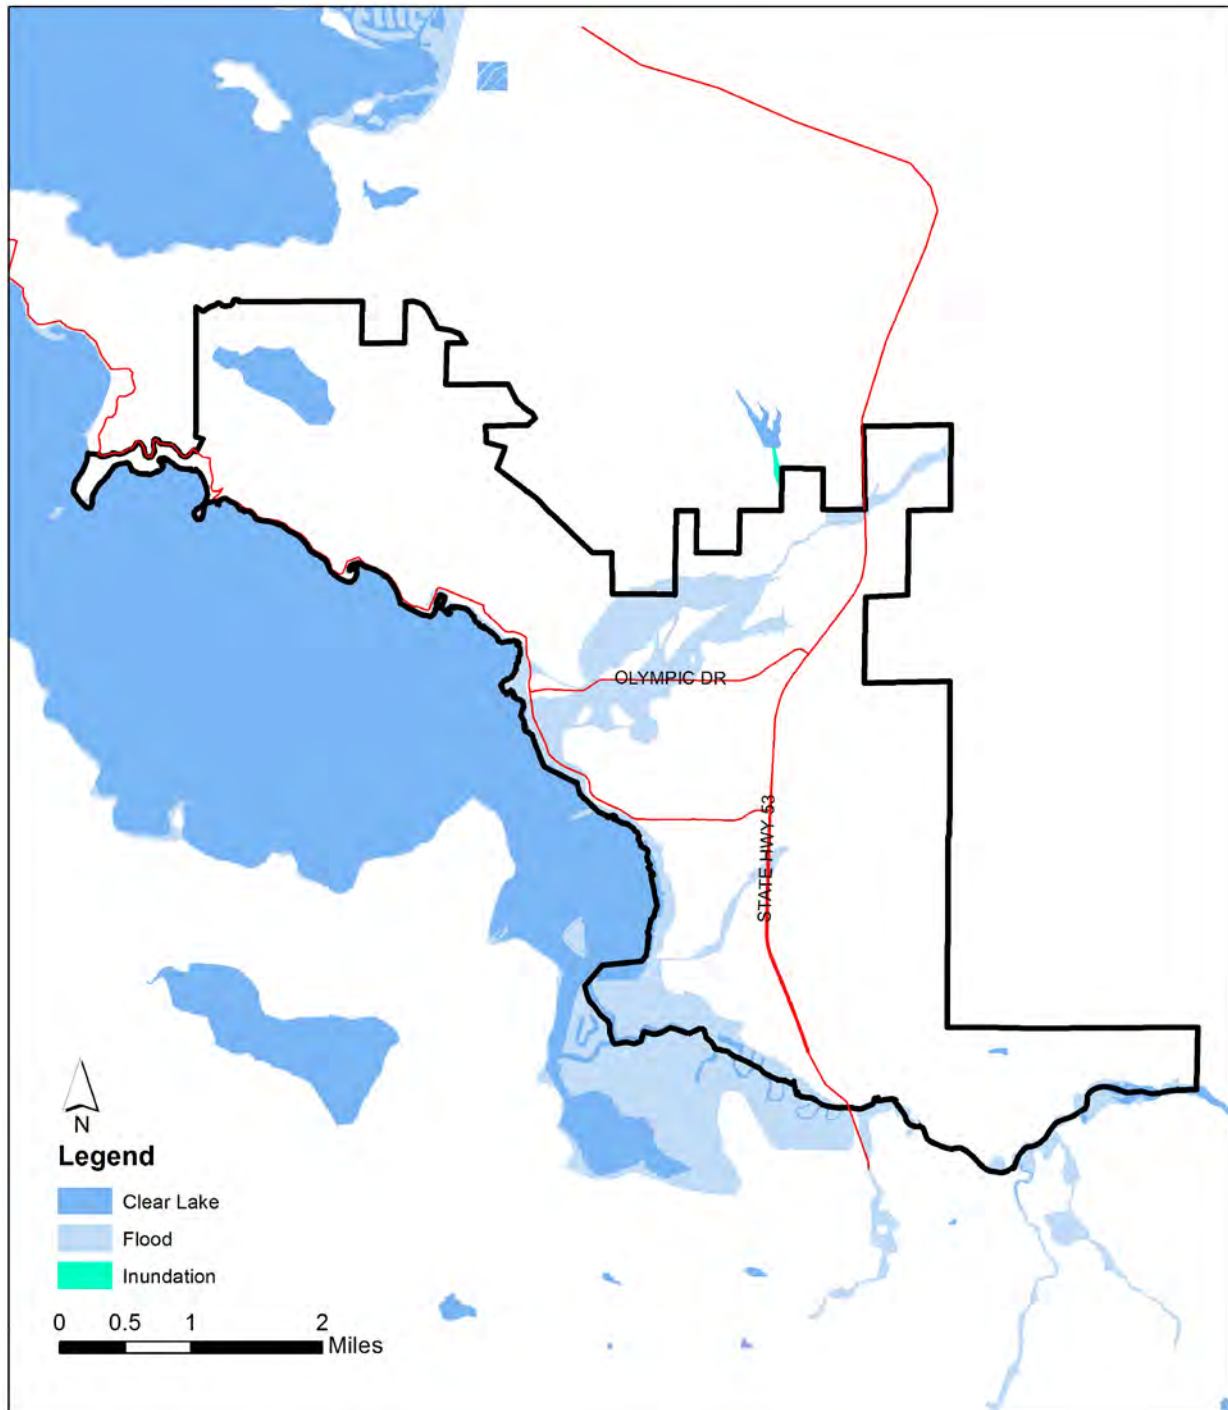 OLYMPIC DR
STATE HWY 53
N
Legend
Clear Lake
Flood
Inundation
0 0.5 1 2
Miles